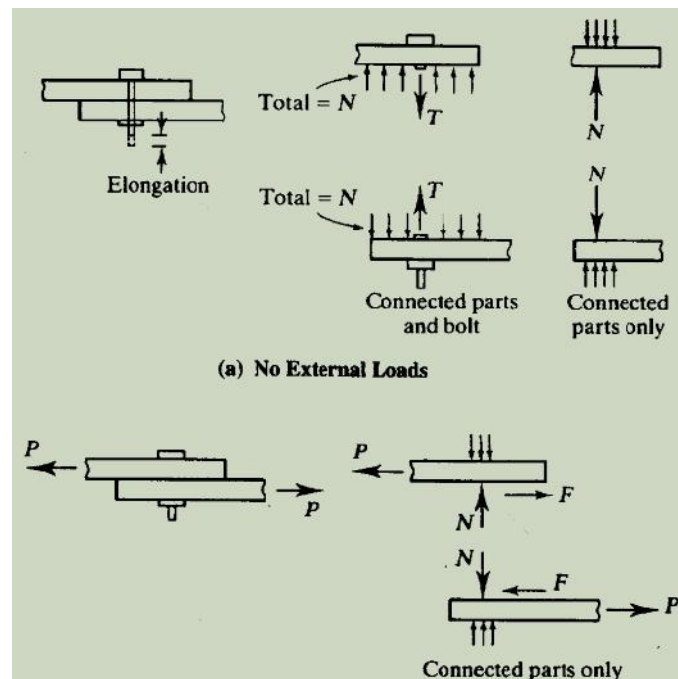 Total = N
T
N
Elongation
N
T
Total = N
Connected parts
and bolt
Connected
parts only
(a) No External Loads
P
P
P
F
N
N
F
P
Connected parts only